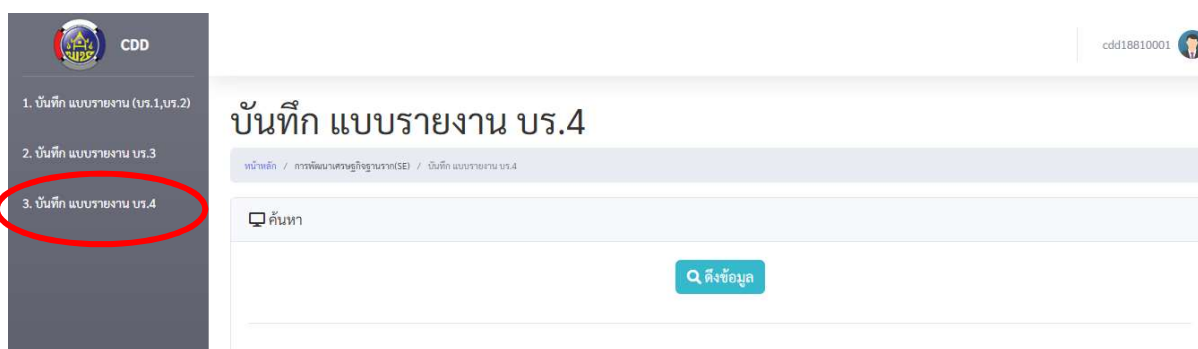 CDD
cdd18810001
1. บันทึก แบบรายงาน (บร.1,บร.2)
2. บันทึก แบบรายงาน บร.3
3. บันทึก แบบรายงาน บร.4
บันทึก แบบรายงาน บร.4
หน้าหลัก / การพัฒนาเศรษฐกิจฐานราก(SE) / บันทึก แบบรายงาน บร.4
ค้นหา
ดึงข้อมูล